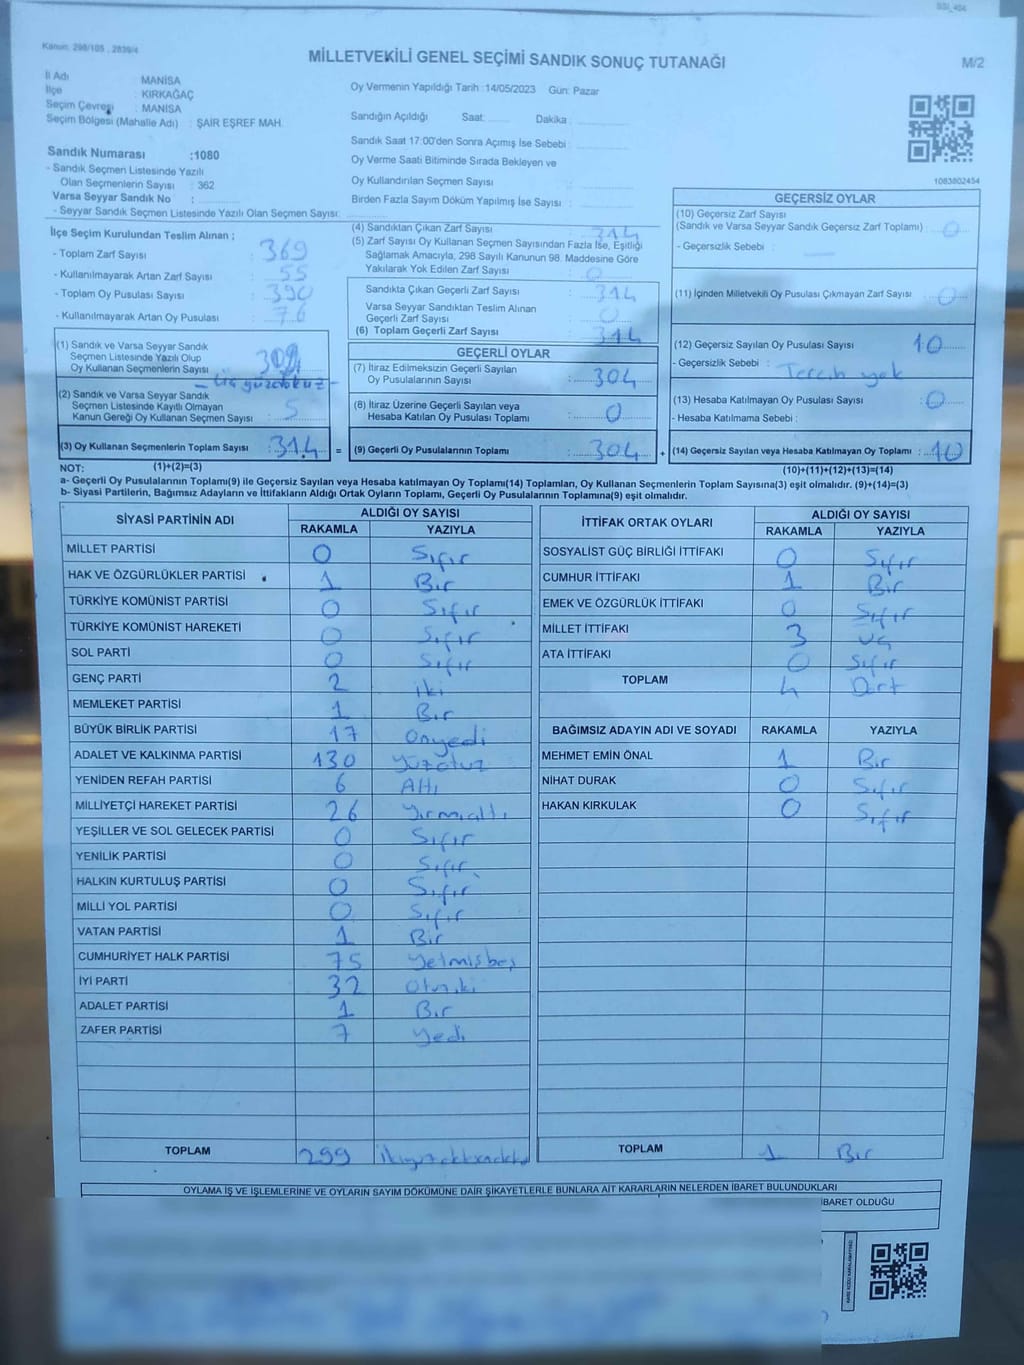 SSI_454
Kanun: 298/105 , 2839/4
MİLLETVEKİLİ GENEL SEÇİMİ SANDIK SONUÇ TUTANAĞI
M/2
İl Adı : MANİSA
İlçe : KIRKAĞAÇ
Seçim Çevresi : MANİSA
Seçim Bölgesi (Mahalle Adı) : ŞAİR EŞREF MAH.
Oy Vermenin Yapıldığı Tarih :14/05/2023 Gün: Pazar
Sandığın Açıldığı Saat: Dakika :
Sandık Saat 17:00'den Sonra Açımış İse Sebebi :
Oy Verme Saati Bitiminde Sırada Bekleyen ve
Oy Kullandırılan Seçmen Sayısı :
Birden Fazla Sayım Döküm Yapılmış İse Sayısı :
1083802454
Sandık Numarası :1080
- Sandık Seçmen Listesinde Yazılı
Olan Seçmenlerin Sayısı : 362
Varsa Seyyar Sandık No :
- Seyyar Sandık Seçmen Listesinde Yazılı Olan Seçmen Sayısı:
İlçe Seçim Kurulundan Teslim Alınan ;
- Toplam Zarf Sayısı : 369
- Kullanılmayarak Artan Zarf Sayısı : 55
- Toplam Oy Pusulası Sayısı : 390
- Kullanılmayarak Artan Oy Pusulası : 76
(1) Sandık ve Varsa Seyyar Sandık
Seçmen Listesinde Yazılı Olup
Oy Kullanan Seçmenlerin Sayısı : 309
- üçyüzdokuz -
(2) Sandık ve Varsa Seyyar Sandık
Seçmen Listesinde Kayıtlı Olmayan
Kanun Gereği Oy Kullanan Seçmen Sayısı : 5
(3) Oy Kullanan Seçmenlerin Toplam Sayısı : 314 =
(4) Sandıktan Çıkan Zarf Sayısı : 314
(5) Zarf Sayısı Oy Kullanan Seçmen Sayısından Fazla İse, Eşitliği
Sağlamak Amacıyla, 298 Sayılı Kanunun 98. Maddesine Göre
Yakılarak Yok Edilen Zarf Sayısı : 0
Sandıkta Çıkan Geçerli Zarf Sayısı : 314
Varsa Seyyar Sandıktan Teslim Alınan
Geçerli Zarf Sayısı : 0
(6) Toplam Geçerli Zarf Sayısı : 314
GEÇERLİ OYLAR
(7) İtiraz Edilmeksizin Geçerli Sayılan
Oy Pusulalarının Sayısı : 304
(8) İtiraz Üzerine Geçerli Sayılan veya
Hesaba Katılan Oy Pusulası Toplamı : 0
(9) Geçerli Oy Pusulalarının Toplamı : 304 +
GEÇERSİZ OYLAR
(10) Geçersiz Zarf Sayısı
(Sandık ve Varsa Seyyar Sandık Geçersiz Zarf Toplamı) : 0
- Geçersizlik Sebebi :
(11) İçinden Milletvekili Oy Pusulası Çıkmayan Zarf Sayısı : 0
(12) Geçersiz Sayılan Oy Pusulası Sayısı : 10
- Geçersizlik Sebebi : Tercih yok
(13) Hesaba Katılmayan Oy Pusulası Sayısı : 0
- Hesaba Katılmama Sebebi :
(14) Geçersiz Sayılan veya Hesaba Katılmayan Oy Toplamı : 10
NOT: (1)+(2)=(3) (10)+(11)+(12)+(13)=(14)
a- Geçerli Oy Pusulalarının Toplamı(9) ile Geçersiz Sayılan veya Hesaba katılmayan Oy Toplamı(14) Toplamları, Oy Kullanan Seçmenlerin Toplam Sayısına(3) eşit olmalıdır. (9)+(14)=(3)
b- Siyasi Partilerin, Bağımsız Adayların ve İttifakların Aldığı Ortak Oyların Toplamı, Geçerli Oy Pusulalarının Toplamına(9) eşit olmalıdır.
SİYASİ PARTİNİN ADI ALDIĞI OY SAYISI
RAKAMLA YAZIYLA
MİLLET PARTİSİ 0 Sıfır
HAK VE ÖZGÜRLÜKLER PARTİSİ 1 Bir
TÜRKİYE KOMÜNİST PARTİSİ 0 Sıfır
TÜRKİYE KOMÜNİST HAREKETİ 0 Sıfır
SOL PARTİ 0 Sıfır
GENÇ PARTİ 2 iki
MEMLEKET PARTİSİ 1 Bir
BÜYÜK BİRLİK PARTİSİ 17 Onyedi
ADALET VE KALKINMA PARTİSİ 130 Yüzotuz
YENİDEN REFAH PARTİSİ 6 Altı
MİLLİYETÇİ HAREKET PARTİSİ 26 Yirmialtı
YEŞİLLER VE SOL GELECEK PARTİSİ 0 Sıfır
YENİLİK PARTİSİ 0 Sıfır
HALKIN KURTULUŞ PARTİSİ 0 Sıfır
MİLLİ YOL PARTİSİ 0 Sıfır
VATAN PARTİSİ 1 Bir
CUMHURİYET HALK PARTİSİ 75 Yetmişbeş
İYİ PARTİ 32 Otuziki
ADALET PARTİSİ 1 Bir
ZAFER PARTİSİ 7 Yedi
TOPLAM 299
İTTİFAK ORTAK OYLARI ALDIĞI OY SAYISI
RAKAMLA YAZIYLA
SOSYALİST GÜÇ BİRLİĞİ İTTİFAKI 0 Sıfır
CUMHUR İTTİFAKI 1 Bir
EMEK VE ÖZGÜRLÜK İTTİFAKI 0 Sıfır
MİLLET İTTİFAKI 3 Üç
ATA İTTİFAKI 0 Sıfır
TOPLAM 4 Dört
BAĞIMSIZ ADAYIN ADI VE SOYADI RAKAMLA YAZIYLA
MEHMET EMİN ÖNAL 1 Bir
NİHAT DURAK 0 Sıfır
HAKAN KIRKULAK 0 Sıfır
TOPLAM 1 Bir
OYLAMA İŞ VE İŞLEMLERİNE VE OYLARIN SAYIM DÖKÜMÜNE DAİR ŞİKAYETLERLE BUNLARA AİT KARARLARIN NELERDEN İBARET BULUNDUKLARI
İBARET OLDUĞU